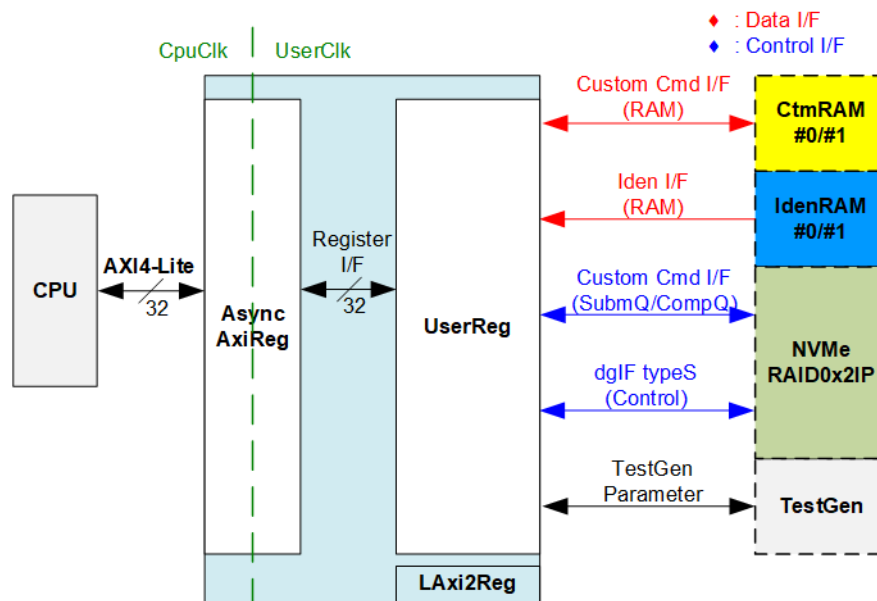 ♦ : Data I/F
♦ : Control I/F
CpuClk
UserClk
Custom Cmd I/F
(RAM)
CtmRAM
#0/#1
Iden I/F
(RAM)
IdenRAM
#0/#1
CPU
AXI4-Lite
32
Async
AxiReg
Register
I/F
32
UserReg
Custom Cmd I/F
(SubmQ/CompQ)
NVMe
RAID0x2IP
dgIF typeS
(Control)
TestGen
Parameter
TestGen
LAxi2Reg